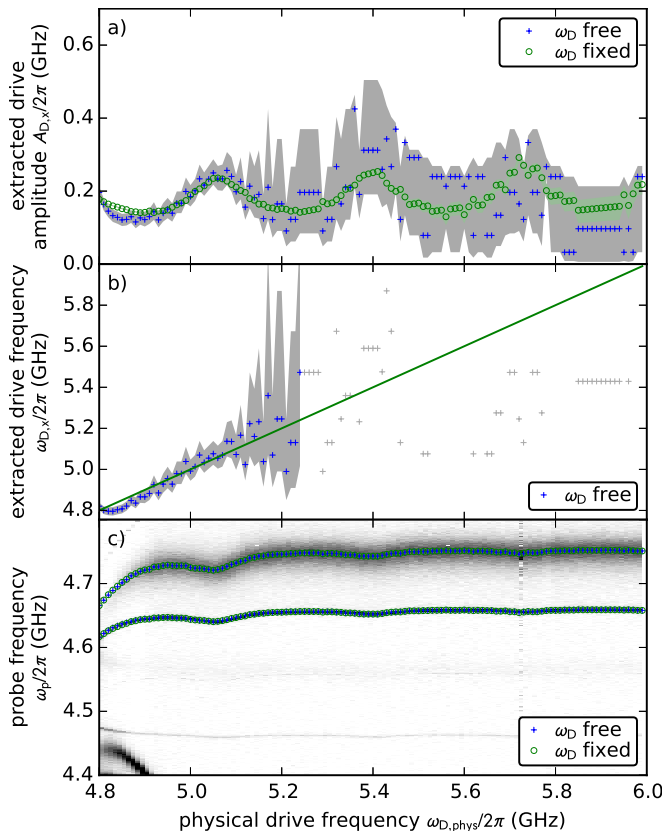 a)
+ ω_D free
ω_D fixed
0.6
0.4
0.2
0.0
extracted drive
amplitude A_D,x/2π (GHz)
b)
5.8
5.6
5.4
5.2
5.0
4.8
extracted drive frequency
ω_D,x/2π (GHz)
+ ω_D free
c)
4.7
4.6
4.5
4.4
probe frequency
ω_p/2π (GHz)
+ ω_D free
ω_D fixed
4.8 5.0 5.2 5.4 5.6 5.8 6.0
physical drive frequency ω_D,phys/2π (GHz)